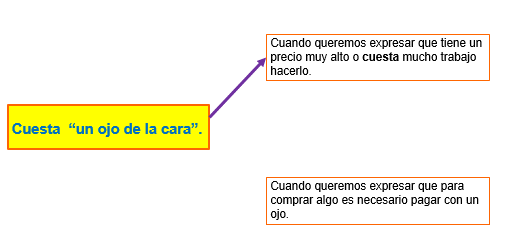 Cuando queremos expresar que tiene un
precio muy alto o cuesta mucho trabajo
hacerlo.
Cuesta “un ojo de la cara”.
Cuando queremos expresar que para
comprar algo es necesario pagar con un
ojo.